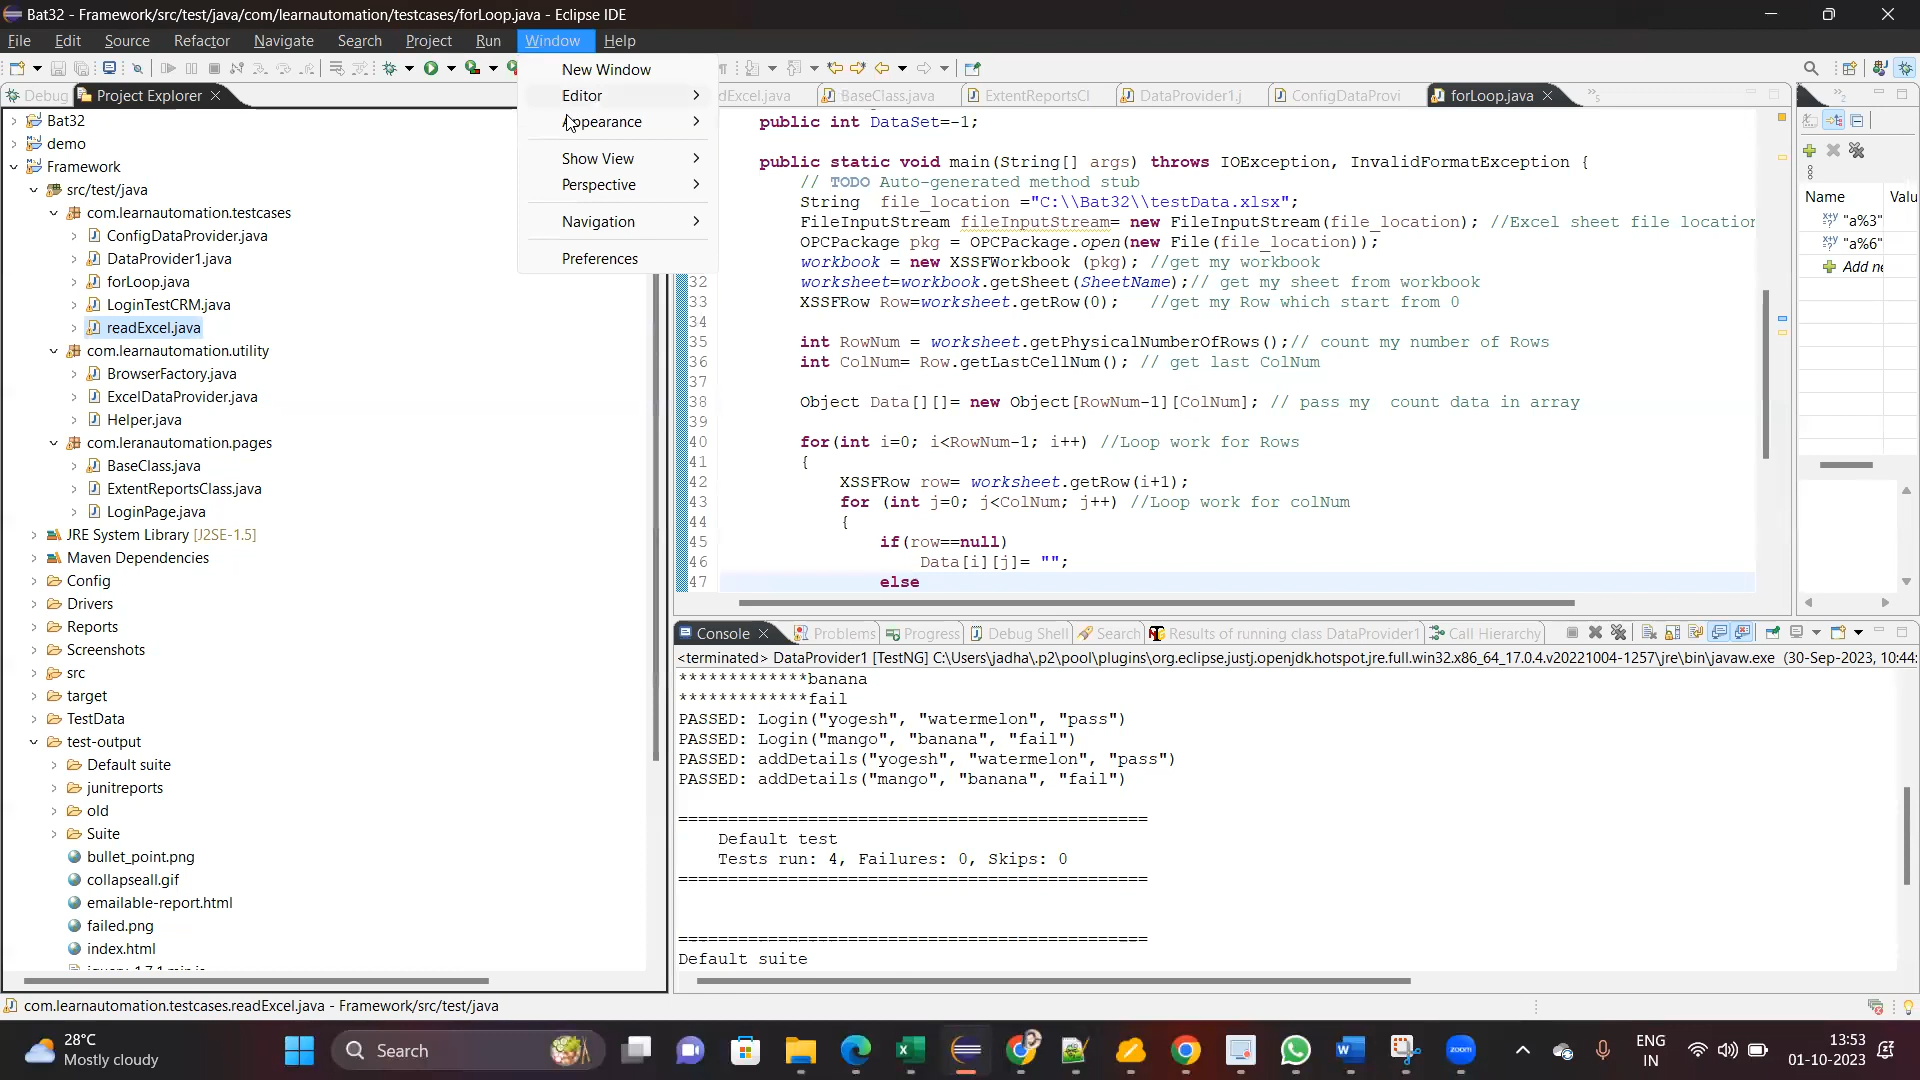 Bat32 - Framework/src/test/java/com/learnautomation/testcases/forLoop.java - Eclipse IDE
File Edit Source Refactor Navigate Search Project Run Window Help
New Window
Editor
Appearance
Show View
Perspective
Navigation
Preferences
Debug Project Explorer
BaseClass.java ExtentReportsCl DataProvider1.j ConfigDataProvi forLoop.java
Bat32
demo
Framework
src/test/java
com.learnautomation.testcases
ConfigDataProvider.java
DataProvider1.java
forLoop.java
LoginTestCRM.java
readExcel.java
com.learnautomation.utility
BrowserFactory.java
ExcelDataProvider.java
Helper.java
com.leranautomation.pages
BaseClass.java
ExtentReportsClass.java
LoginPage.java
JRE System Library [J2SE-1.5]
Maven Dependencies
Config
Drivers
Reports
Screenshots
src
target
TestData
test-output
Default suite
junitreports
old
Suite
bullet_point.png
collapseall.gif
emailable-report.html
failed.png
index.html
public int DataSet=-1;
public static void main(String[] args) throws IOException, InvalidFormatException {
// TODO Auto-generated method stub
String file_location ="C:\\Bat32\\testData.xlsx";
FileInputStream fileInputStream= new FileInputStream(file_location); //Excel sheet file location
OPCPackage pkg = OPCPackage.open(new File(file_location));
workbook = new XSSFWorkbook (pkg); //get my workbook
32 worksheet=workbook.getSheet(SheetName);// get my sheet from workbook
33 XSSFRow Row=worksheet.getRow(0); //get my Row which start from 0
34
35 int RowNum = worksheet.getPhysicalNumberOfRows();// count my number of Rows
36 int ColNum= Row.getLastCellNum(); // get last ColNum
37
38 Object Data[][]= new Object[RowNum-1][ColNum]; // pass my count data in array
39
40 for(int i=0; i<RowNum-1; i++) //Loop work for Rows
41 {
42 XSSFRow row= worksheet.getRow(i+1);
43 for (int j=0; j<ColNum; j++) //Loop work for colNum
44 {
45 if(row==null)
46 Data[i][j]= "";
47 else
Name Valu
"a%3"
"a%6"
Add ne
Console Problems Progress Debug Shell Search Results of running class DataProvider1 Call Hierarchy
<terminated> DataProvider1 [TestNG] C:\Users\jadha\.p2\pool\plugins\org.eclipse.justj.openjdk.hotspot.jre.full.win32.x86_64_17.0.4.v20221004-1257\jre\bin\javaw.exe (30-Sep-2023, 10:44:
*************banana
*************fail
PASSED: Login("yogesh", "watermelon", "pass")
PASSED: Login("mango", "banana", "fail")
PASSED: addDetails("yogesh", "watermelon", "pass")
PASSED: addDetails("mango", "banana", "fail")
===============================================
Default test
Tests run: 4, Failures: 0, Skips: 0
===============================================
===============================================
Default suite
com.learnautomation.testcases.readExcel.java - Framework/src/test/java
28°C
Mostly cloudy
Search
zoom
ENG
IN
13:53
01-10-2023